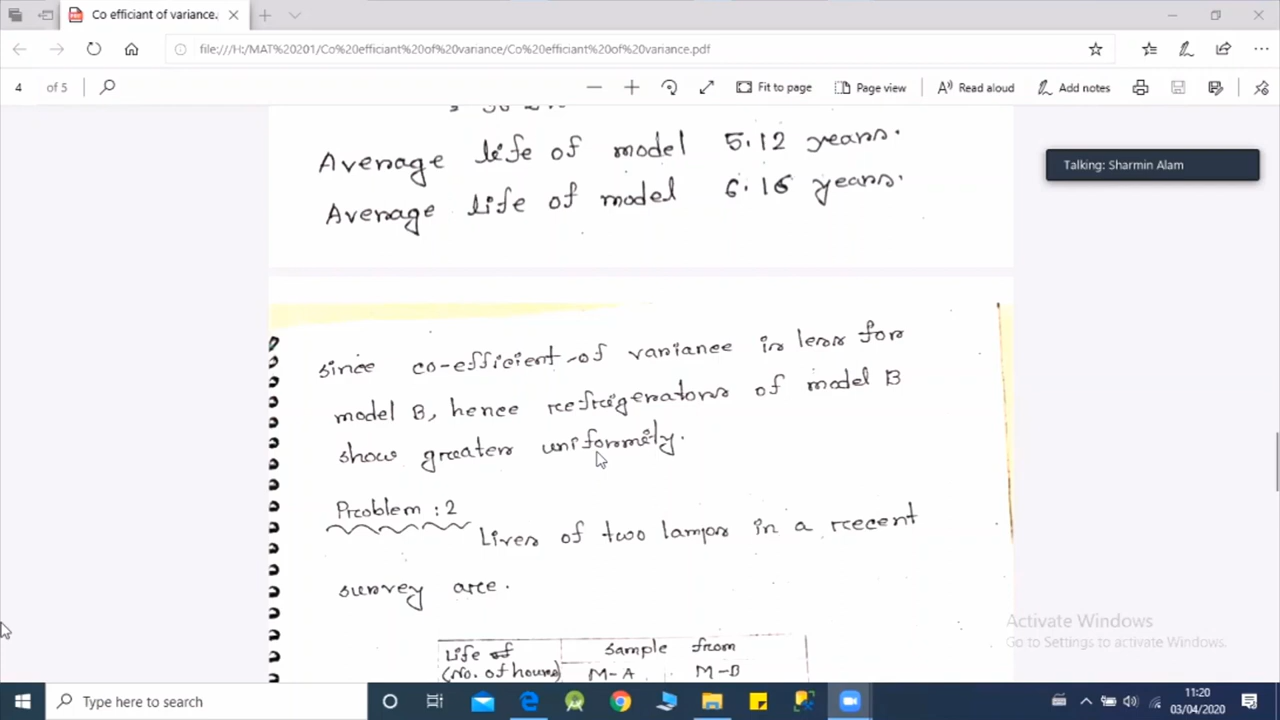 Co efficiant of variance.
file:///H:/MAT%20201/Co%20efficiant%20of%20variance/Co%20efficiant%20of%20variance.pdf
4 of 5
Fit to page
Page view
Read aloud
Add notes
Average life of model 5.12 years.
Average life of model 6.16 years.
Talking: Sharmin Alam
since co-efficient of variance is less for
model B, hence refrigerators of model B
show greater uniformity.
Problem : 2
Lives of two lamps in a recent
survey are.
Life of Sample from
(No. of hours) M-A M-B
Activate Windows
Go to Settings to activate Windows.
Type here to search
11:20
03/04/2020